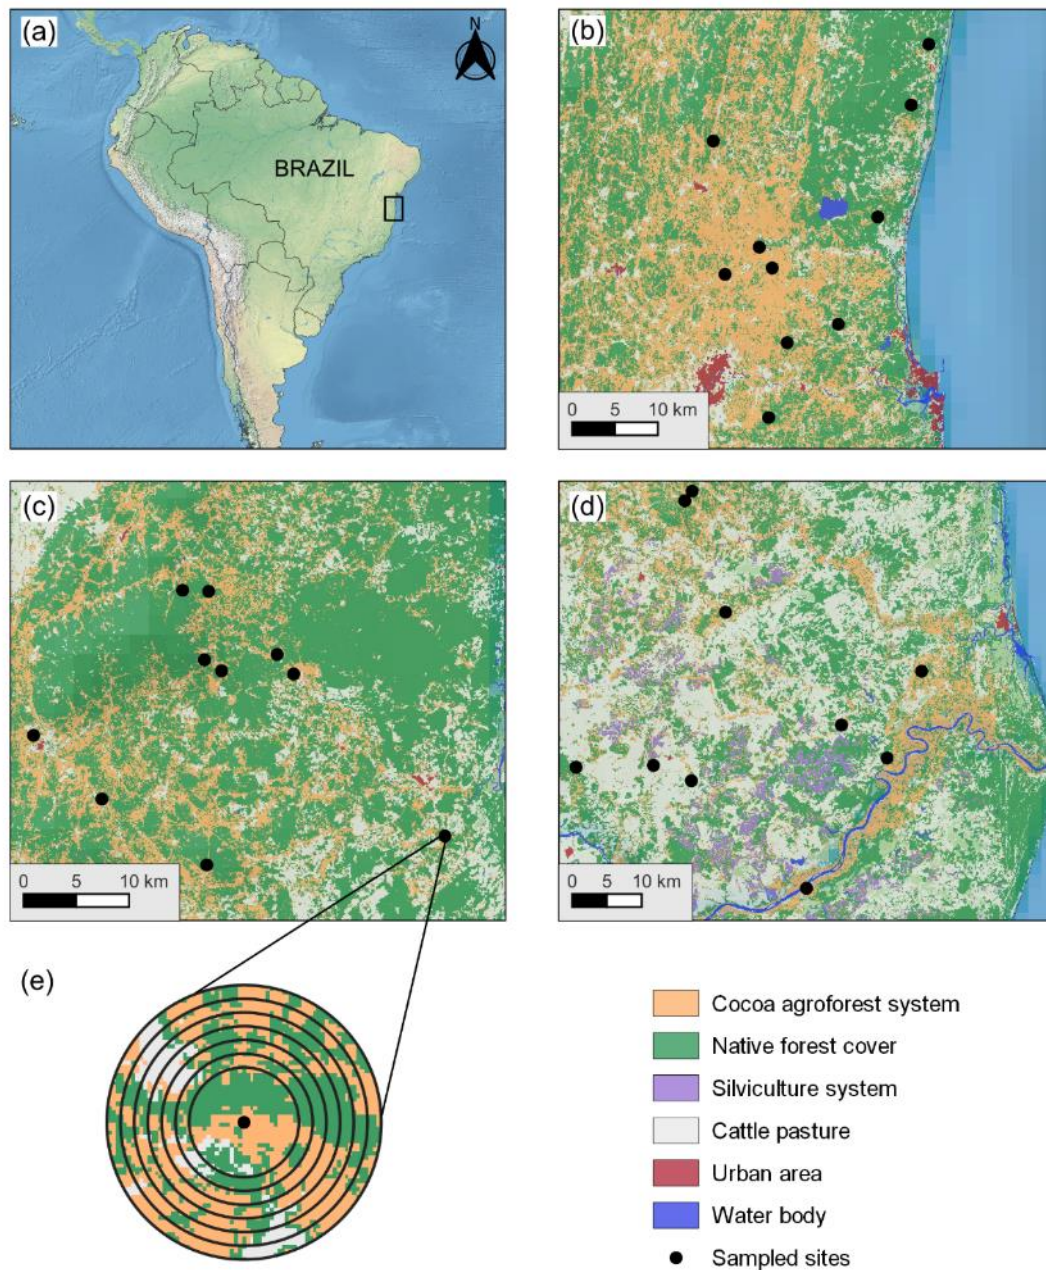 (a)
N
BRAZIL
(b)
0 5 10 km
(c)
0 5 10 km
(d)
0 5 10 km
(e)
Cocoa agroforest system
Native forest cover
Silviculture system
Cattle pasture
Urban area
Water body
Sampled sites